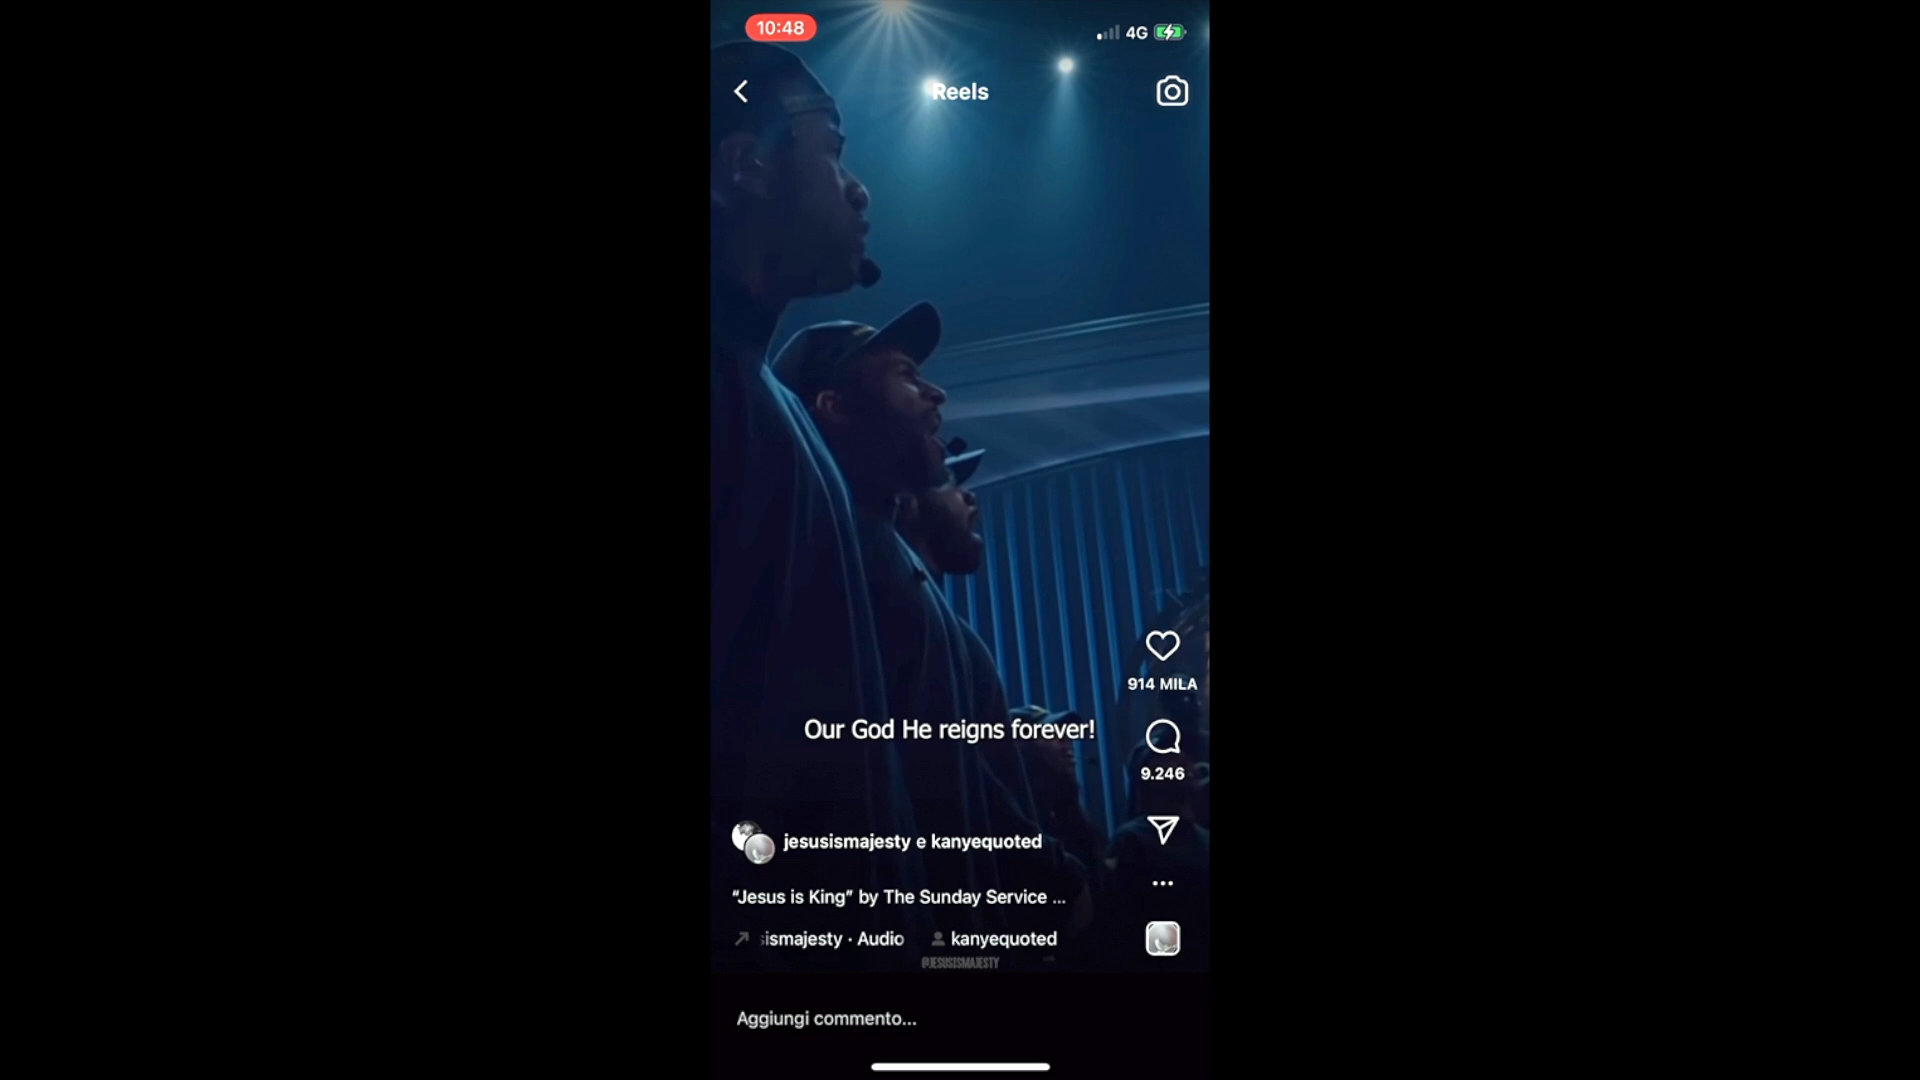 10:48
4G
Reels
914 MILA
Our God He reigns forever!
9.246
jesusismajesty e kanyequoted
“Jesus is King” by The Sunday Service ...
ismajesty · Audio kanyequoted
@JESUSISMAJESTY
Aggiungi commento...